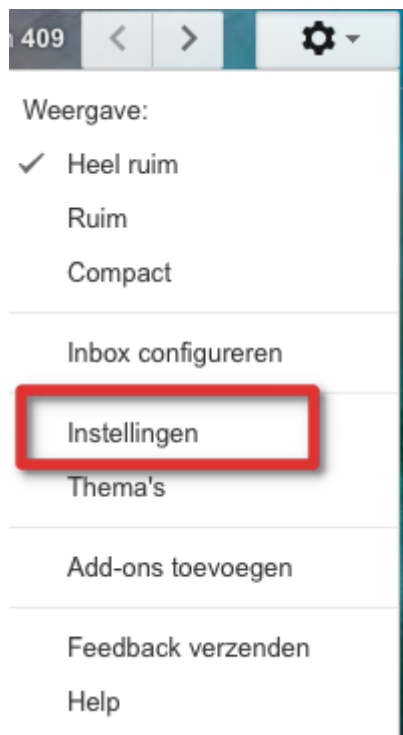 409
Weergave:
Heel ruim
Ruim
Compact
Inbox configureren
Instellingen
Thema's
Add-ons toevoegen
Feedback verzenden
Help